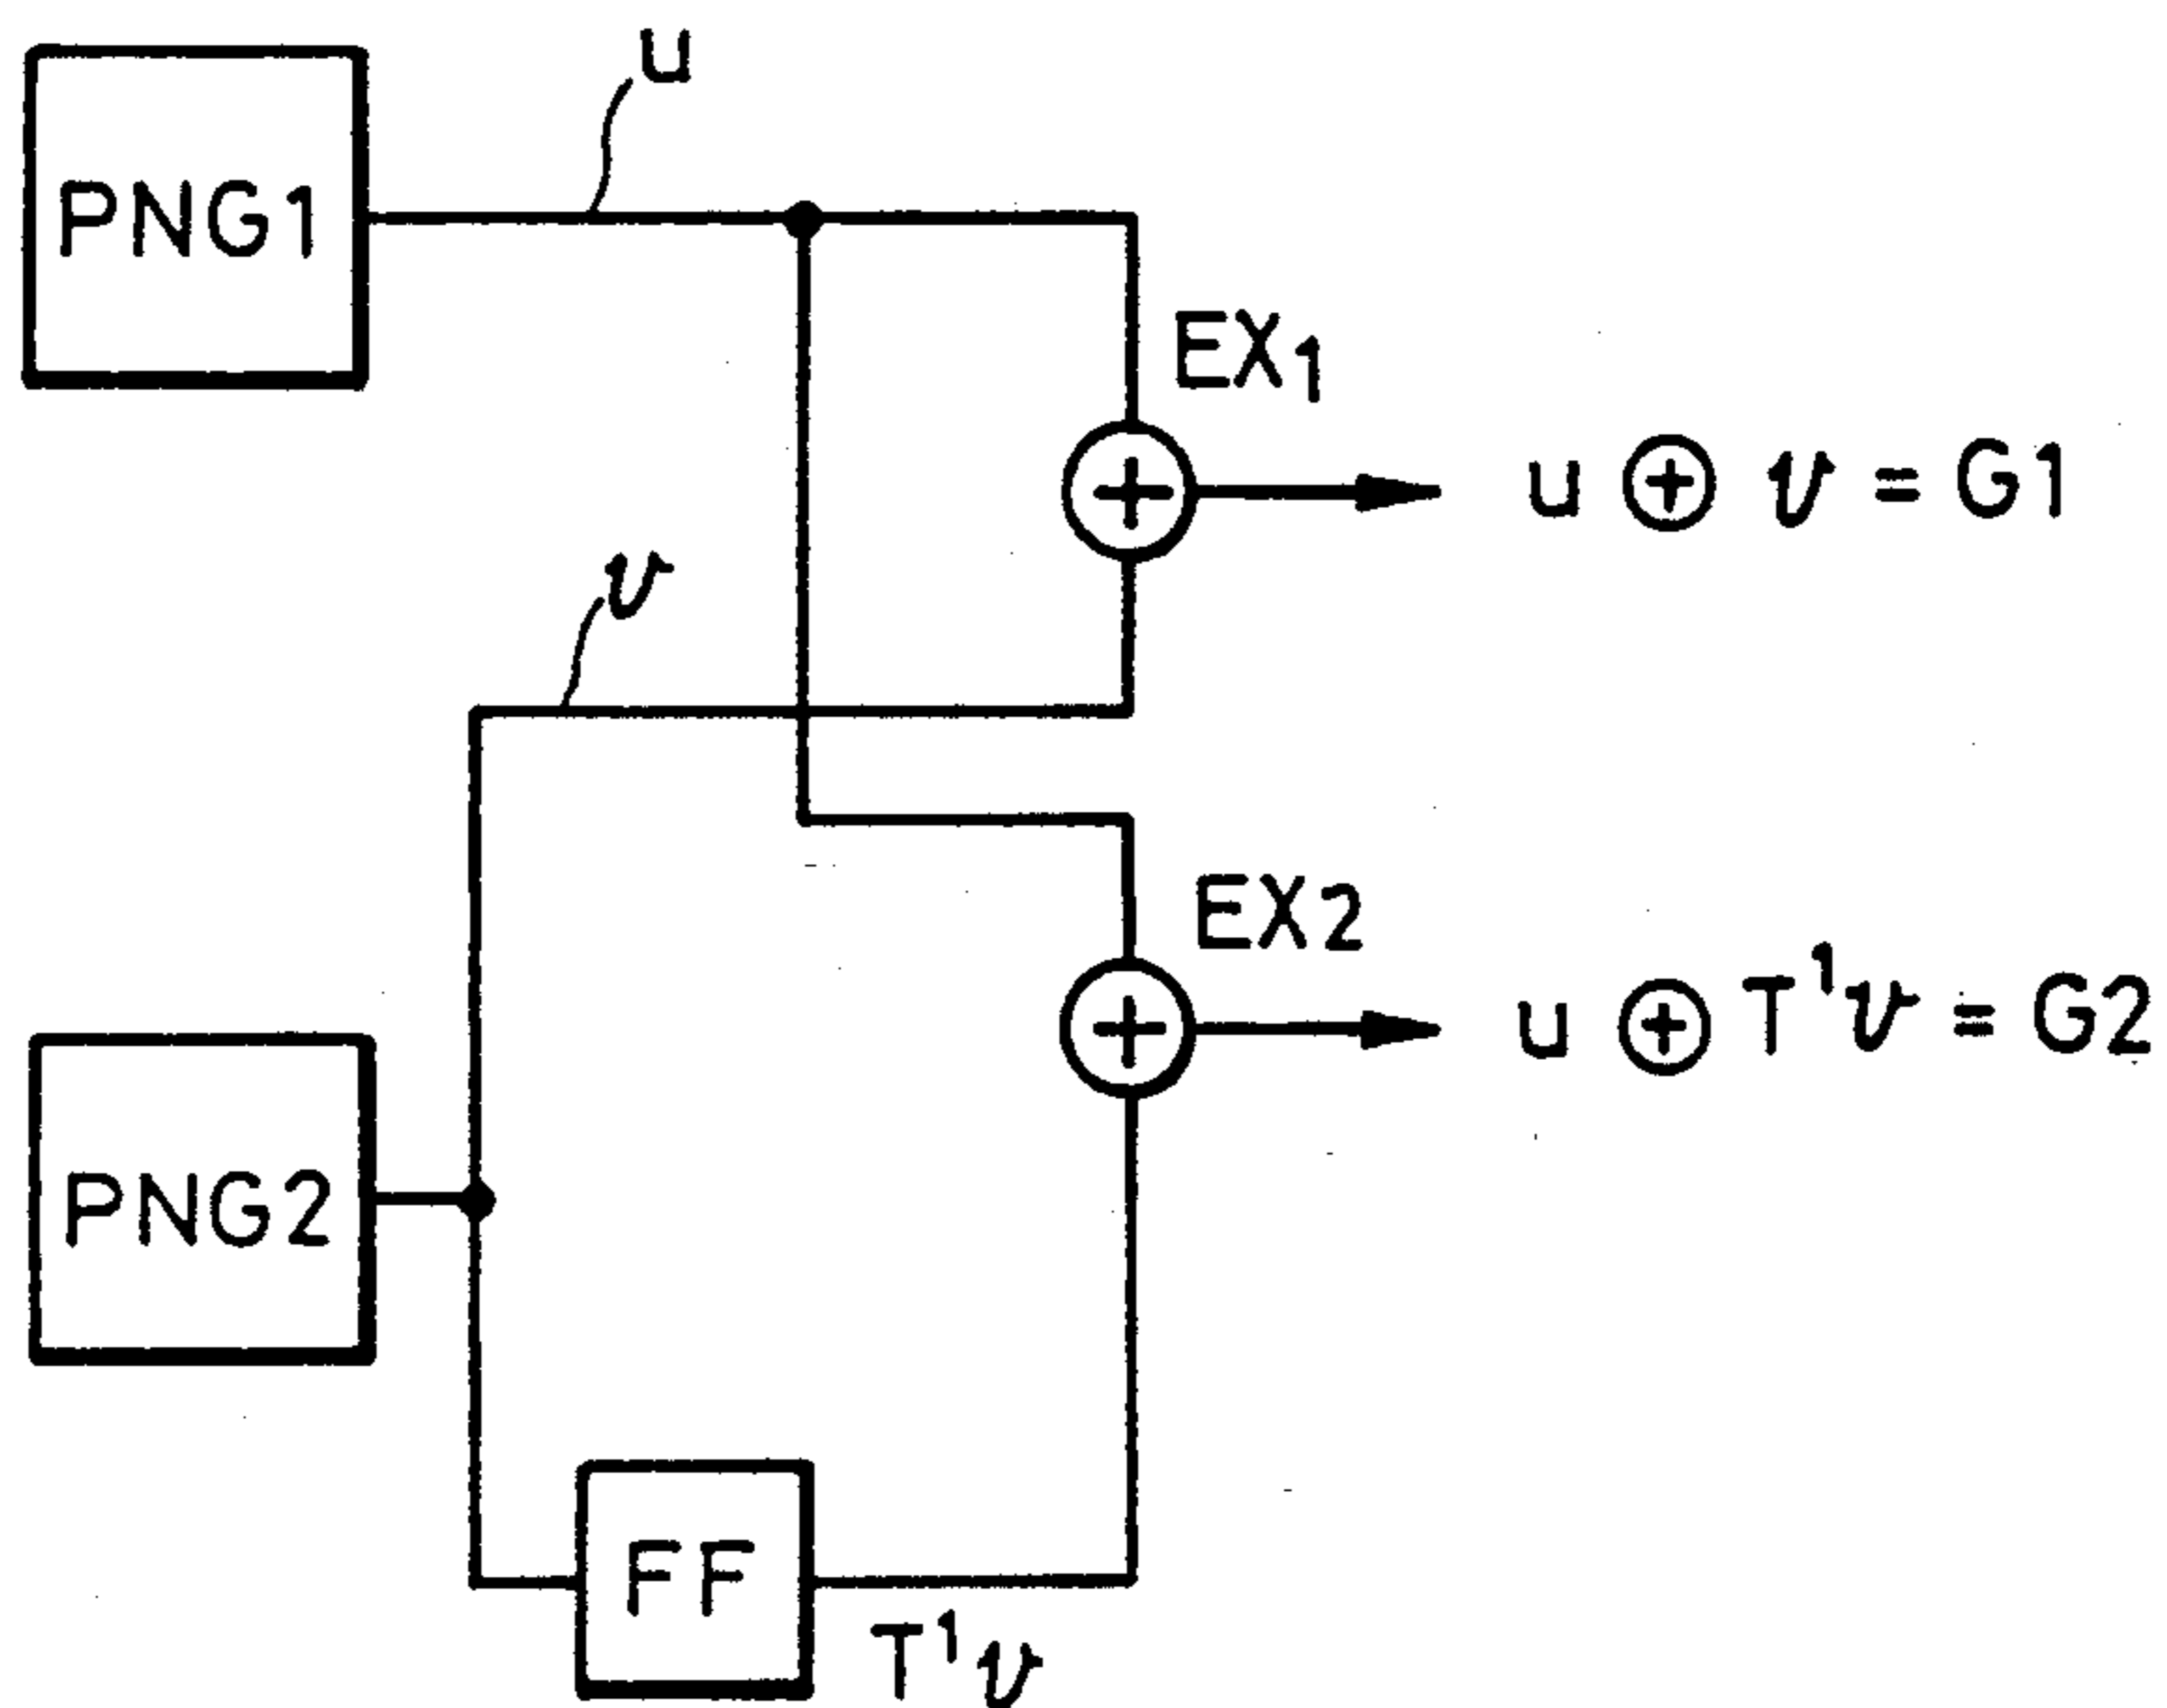 u
PNG1
EX₁
u ⊕ v = G1
v
EX2
u ⊕ T¹v = G2
PNG2
FF
T¹v